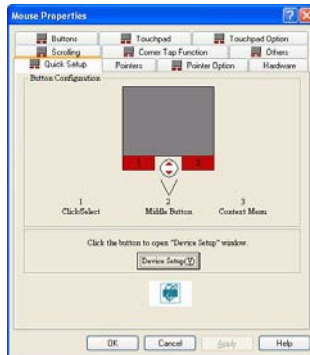 Mouse Properties
Buttons Touchpad Touchpad Option
Scrolling Corner Tap Function Others
Quick Setup Pointers Pointer Option Hardware
Button Configuration
1 3
1 2 3
Click/Select Middle Button Context Menu
Click the button to open "Device Setup" window.
Device Setup(Z)
OK Cancel Apply Help